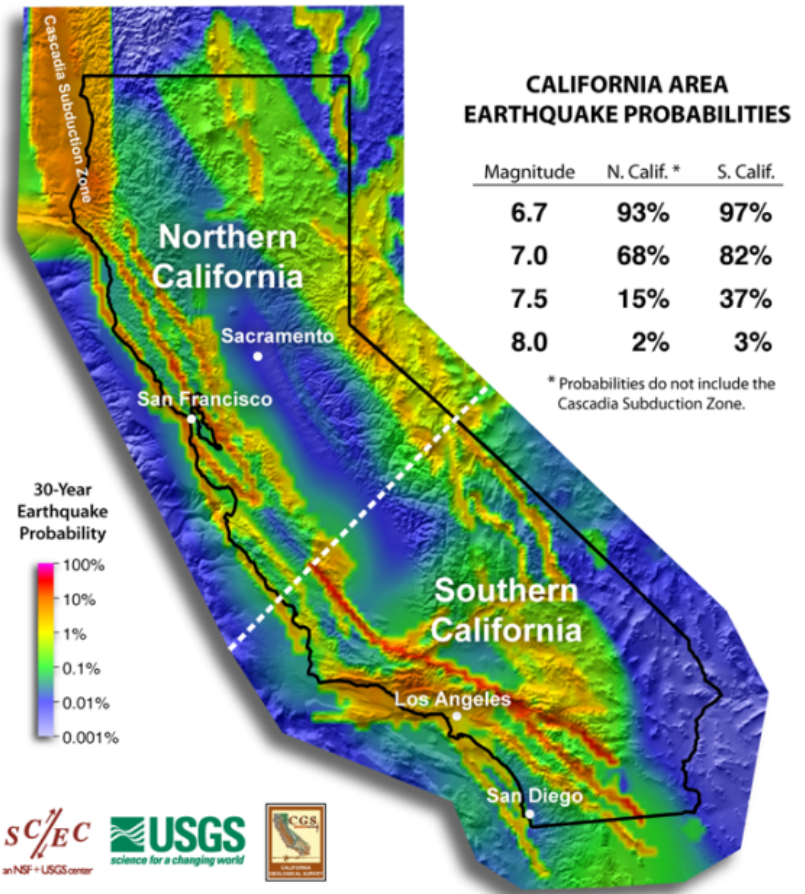 CALIFORNIA AREA
EARTHQUAKE PROBABILITIES
Magnitude N. Calif. * S. Calif.
6.7 93% 97%
7.0 68% 82%
7.5 15% 37%
8.0 2% 3%
* Probabilities do not include the
Cascadia Subduction Zone.
Cascadia Subduction Zone
Northern
California
Sacramento
San Francisco
Southern
California
Los Angeles
San Diego
30-Year
Earthquake
Probability
100%
10%
1%
0.1%
0.01%
0.001%
SC/EC
an NSF+USGS center
USGS
science for a changing world
CGS
CALIFORNIA
GEOLOGICAL SURVEY